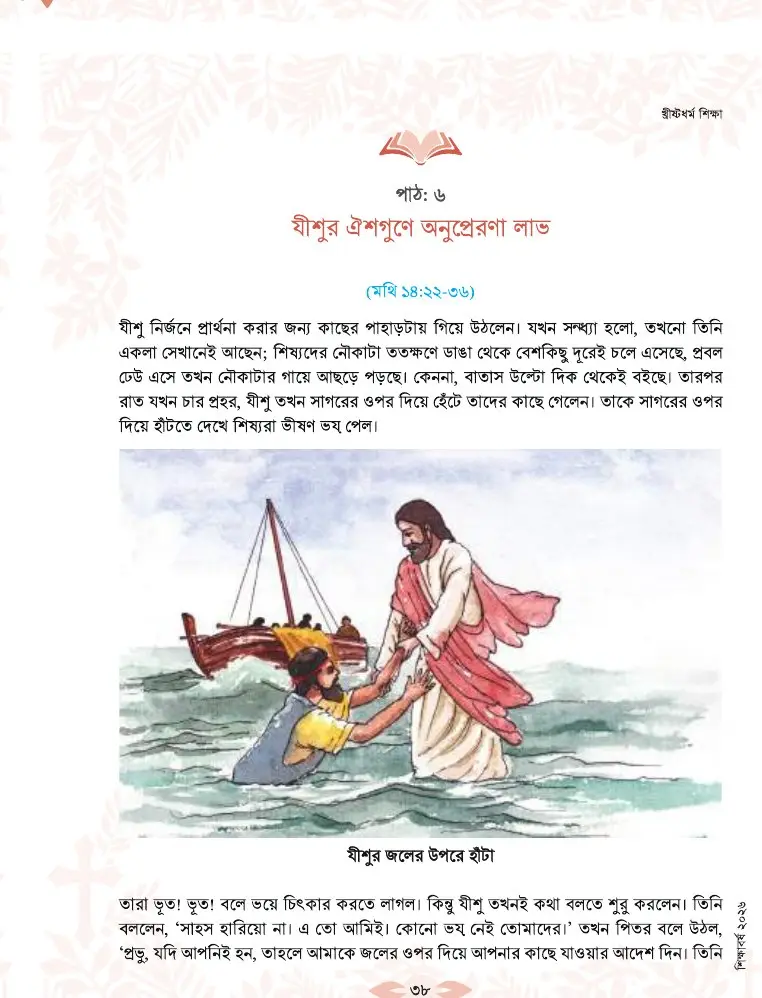 খ্রীষ্টধর্ম শিক্ষা
পাঠ: ৬
যীশুর ঐশগুণে অনুপ্রেরণা লাভ
(মথি ১৪:২২-৩৬)
যীশু নির্জনে প্রার্থনা করার জন্য কাছের পাহাড়টায় গিয়ে উঠলেন। যখন সন্ধ্যা হলো, তখনো তিনি
একলা সেখানেই আছেন; শিষ্যদের নৌকাটা ততক্ষণে ডাঙা থেকে বেশকিছু দূরেই চলে এসেছে, প্রবল
ঢেউ এসে তখন নৌকাটার গায়ে আছড়ে পড়ছে। কেননা, বাতাস উল্টো দিক থেকেই বইছে। তারপর
রাত যখন চার প্রহর, যীশু তখন সাগরের ওপর দিয়ে হেঁটে তাদের কাছে গেলেন। তাকে সাগরের ওপর
দিয়ে হাঁটতে দেখে শিষ্যরা ভীষণ ভয্ পেল।
যীশুর জলের উপরে হাঁটা
তারা ভূত! ভূত! বলে ভয়ে চিৎকার করতে লাগল। কিন্তু যীশু তখনই কথা বলতে শুরু করলেন। তিনি
বললেন, ‘সাহস হারিয়ো না। এ তো আমিই। কোনো ভয্ নেই তোমাদের।’ তখন পিতর বলে উঠল,
‘প্রভু, যদি আপনিই হন, তাহলে আমাকে জলের ওপর দিয়ে আপনার কাছে যাওয়ার আদেশ দিন। তিনি
শিক্ষাবর্ষ ২০২৬
৩৮